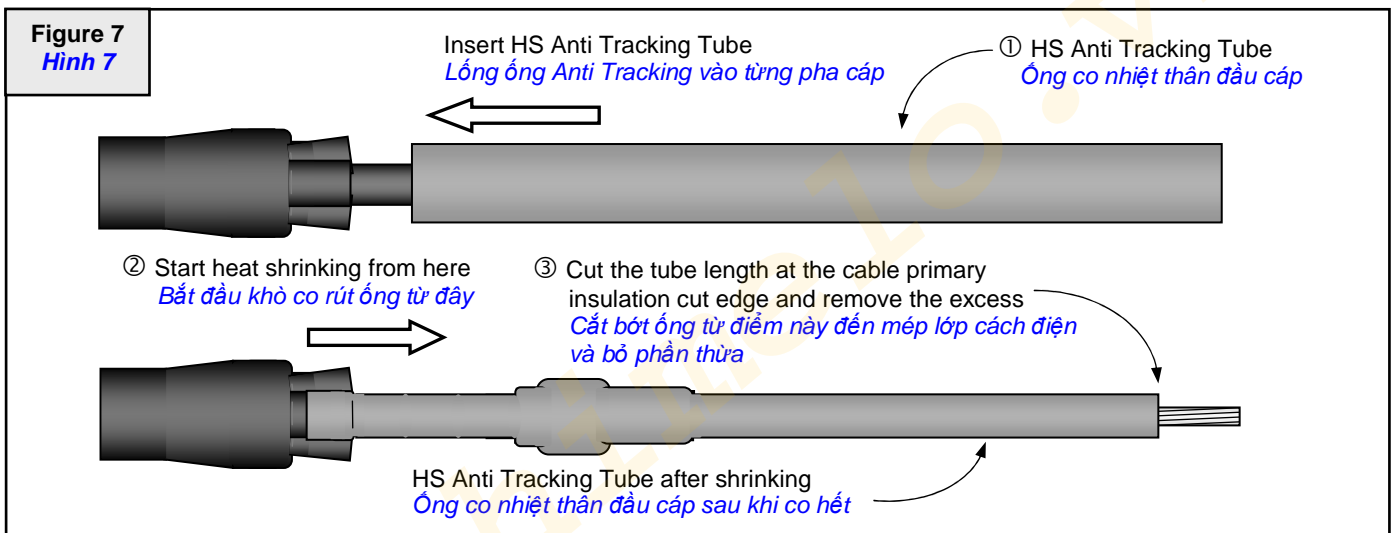 Figure 7
Hình 7
Insert HS Anti Tracking Tube
Lống ống Anti Tracking vào từng pha cáp
① HS Anti Tracking Tube
Ống co nhiệt thân đầu cáp
② Start heat shrinking from here
Bắt đầu khò co rút ống từ đây
③ Cut the tube length at the cable primary
insulation cut edge and remove the excess
Cắt bớt ống từ điểm này đến mép lớp cách điện
và bỏ phần thừa
HS Anti Tracking Tube after shrinking
Ống co nhiệt thân đầu cáp sau khi co hết